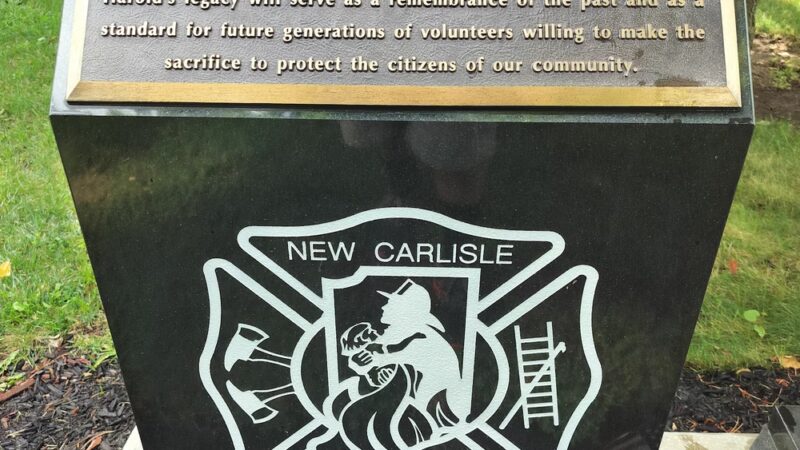 Harold's legacy will serve as a remembrance of the past and as a
standard for future generations of volunteers willing to make the
sacrifice to protect the citizens of our community.
NEW CARLISLE